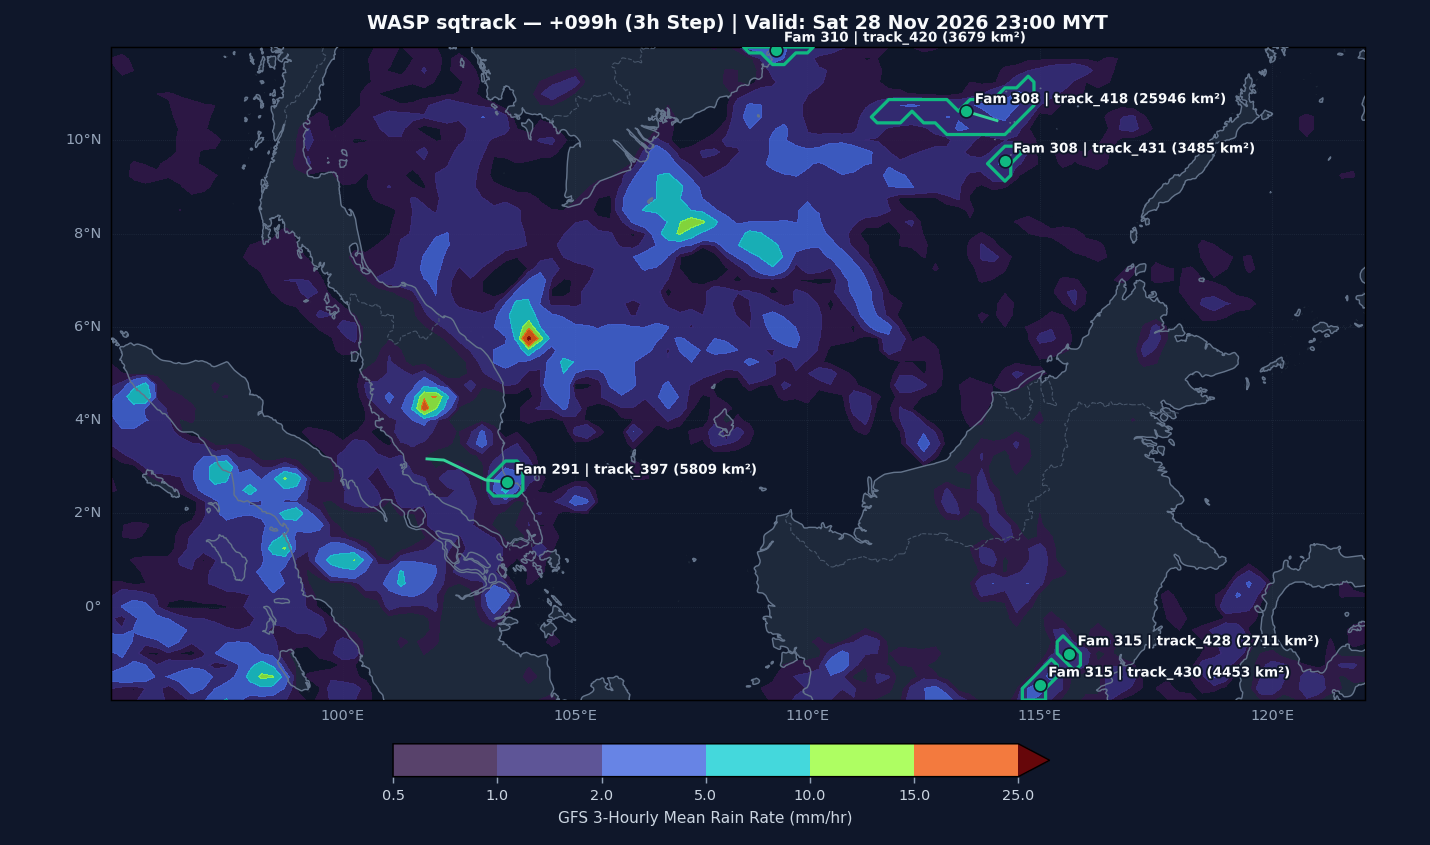 WASP sqtrack — +099h (3h Step) | Valid: Sat 28 Nov 2026 23:00 MYT
Fam 310 | track_420 (3679 km²)
Fam 308 | track_418 (25946 km²)
10°N
Fam 308 | track_431 (3485 km²)
8°N
6°N
4°N
Fam 291 | track_397 (5809 km²)
2°N
0°
Fam 315 | track_428 (2711 km²)
Fam 315 | track_430 (4453 km²)
100°E 105°E 110°E 115°E 120°E
0.5 1.0 2.0 5.0 10.0 15.0 25.0
GFS 3-Hourly Mean Rain Rate (mm/hr)